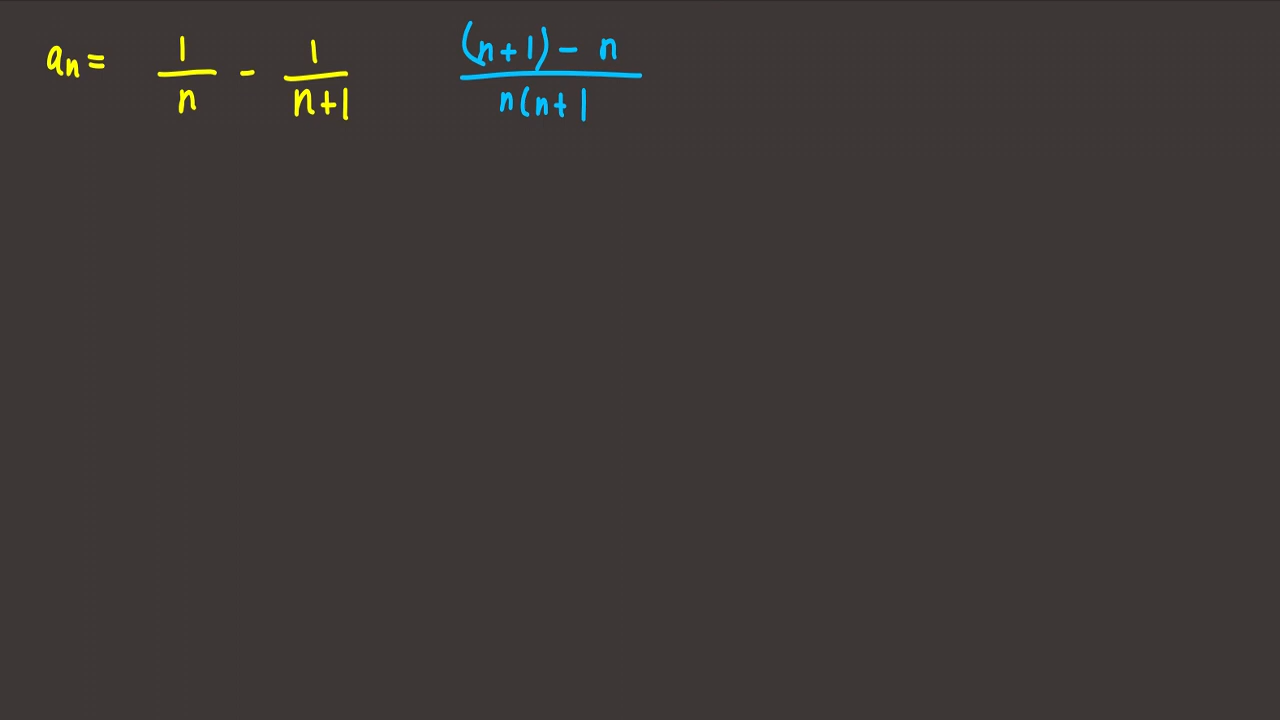 aₙ = 1/n - 1/(n+1) ((n+1) - n)/(n(n+1